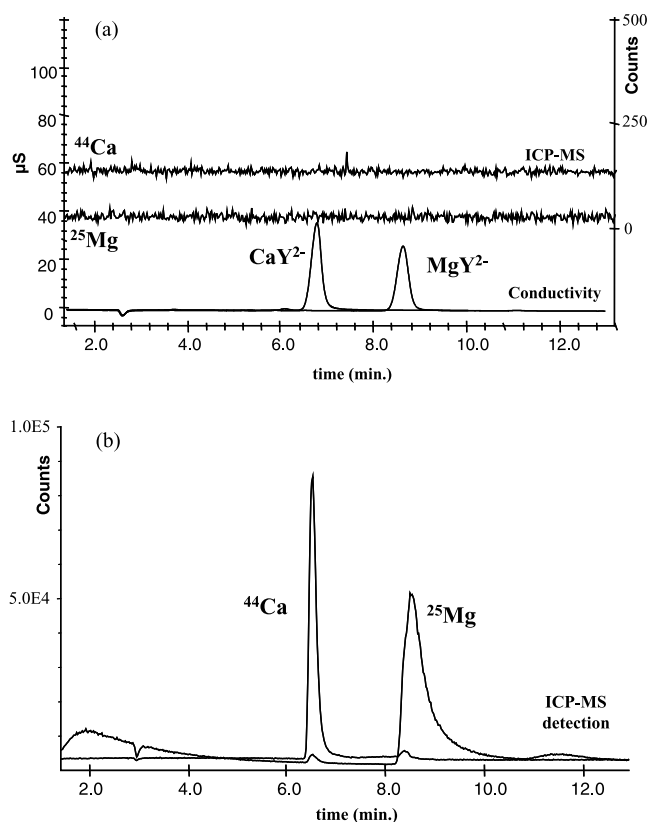 (a)
500
100
Counts
80
⁴⁴Ca
250
ICP-MS
µS
60
40
0
²⁵Mg
CaY²⁻
MgY²⁻
20
Conductivity
0
2.0 4.0 6.0 8.0 10.0 12.0
time (min.)
1.0E5
(b)
Counts
⁴⁴Ca
5.0E4
²⁵Mg
ICP-MS
detection
2.0 4.0 6.0 8.0 10.0 12.0
time (min.)